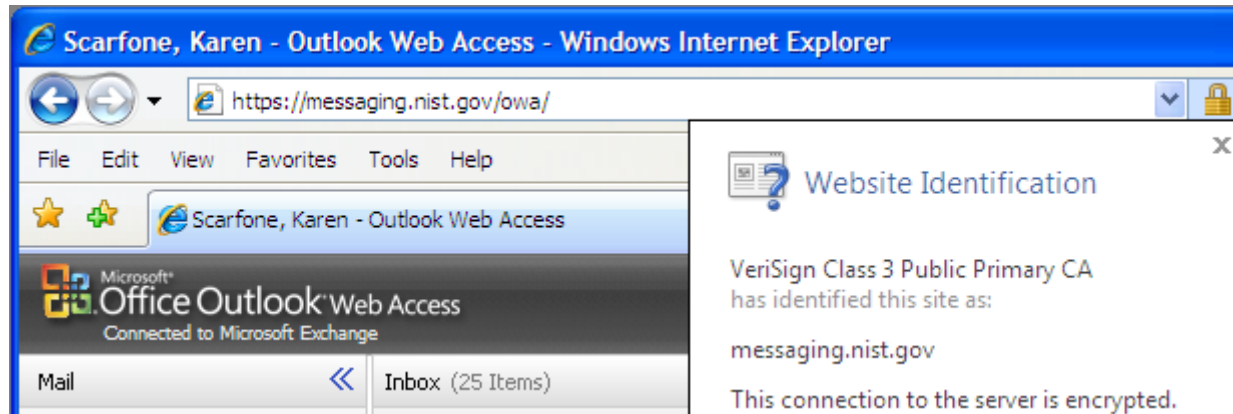 Scarfone, Karen - Outlook Web Access - Windows Internet Explorer
https://messaging.nist.gov/owa/
File Edit View Favorites Tools Help
Website Identification
Scarfone, Karen - Outlook Web Access
VeriSign Class 3 Public Primary CA
has identified this site as:
Microsoft®
Office Outlook Web Access
Connected to Microsoft Exchange
messaging.nist.gov
Mail « Inbox (25 Items)
This connection to the server is encrypted.